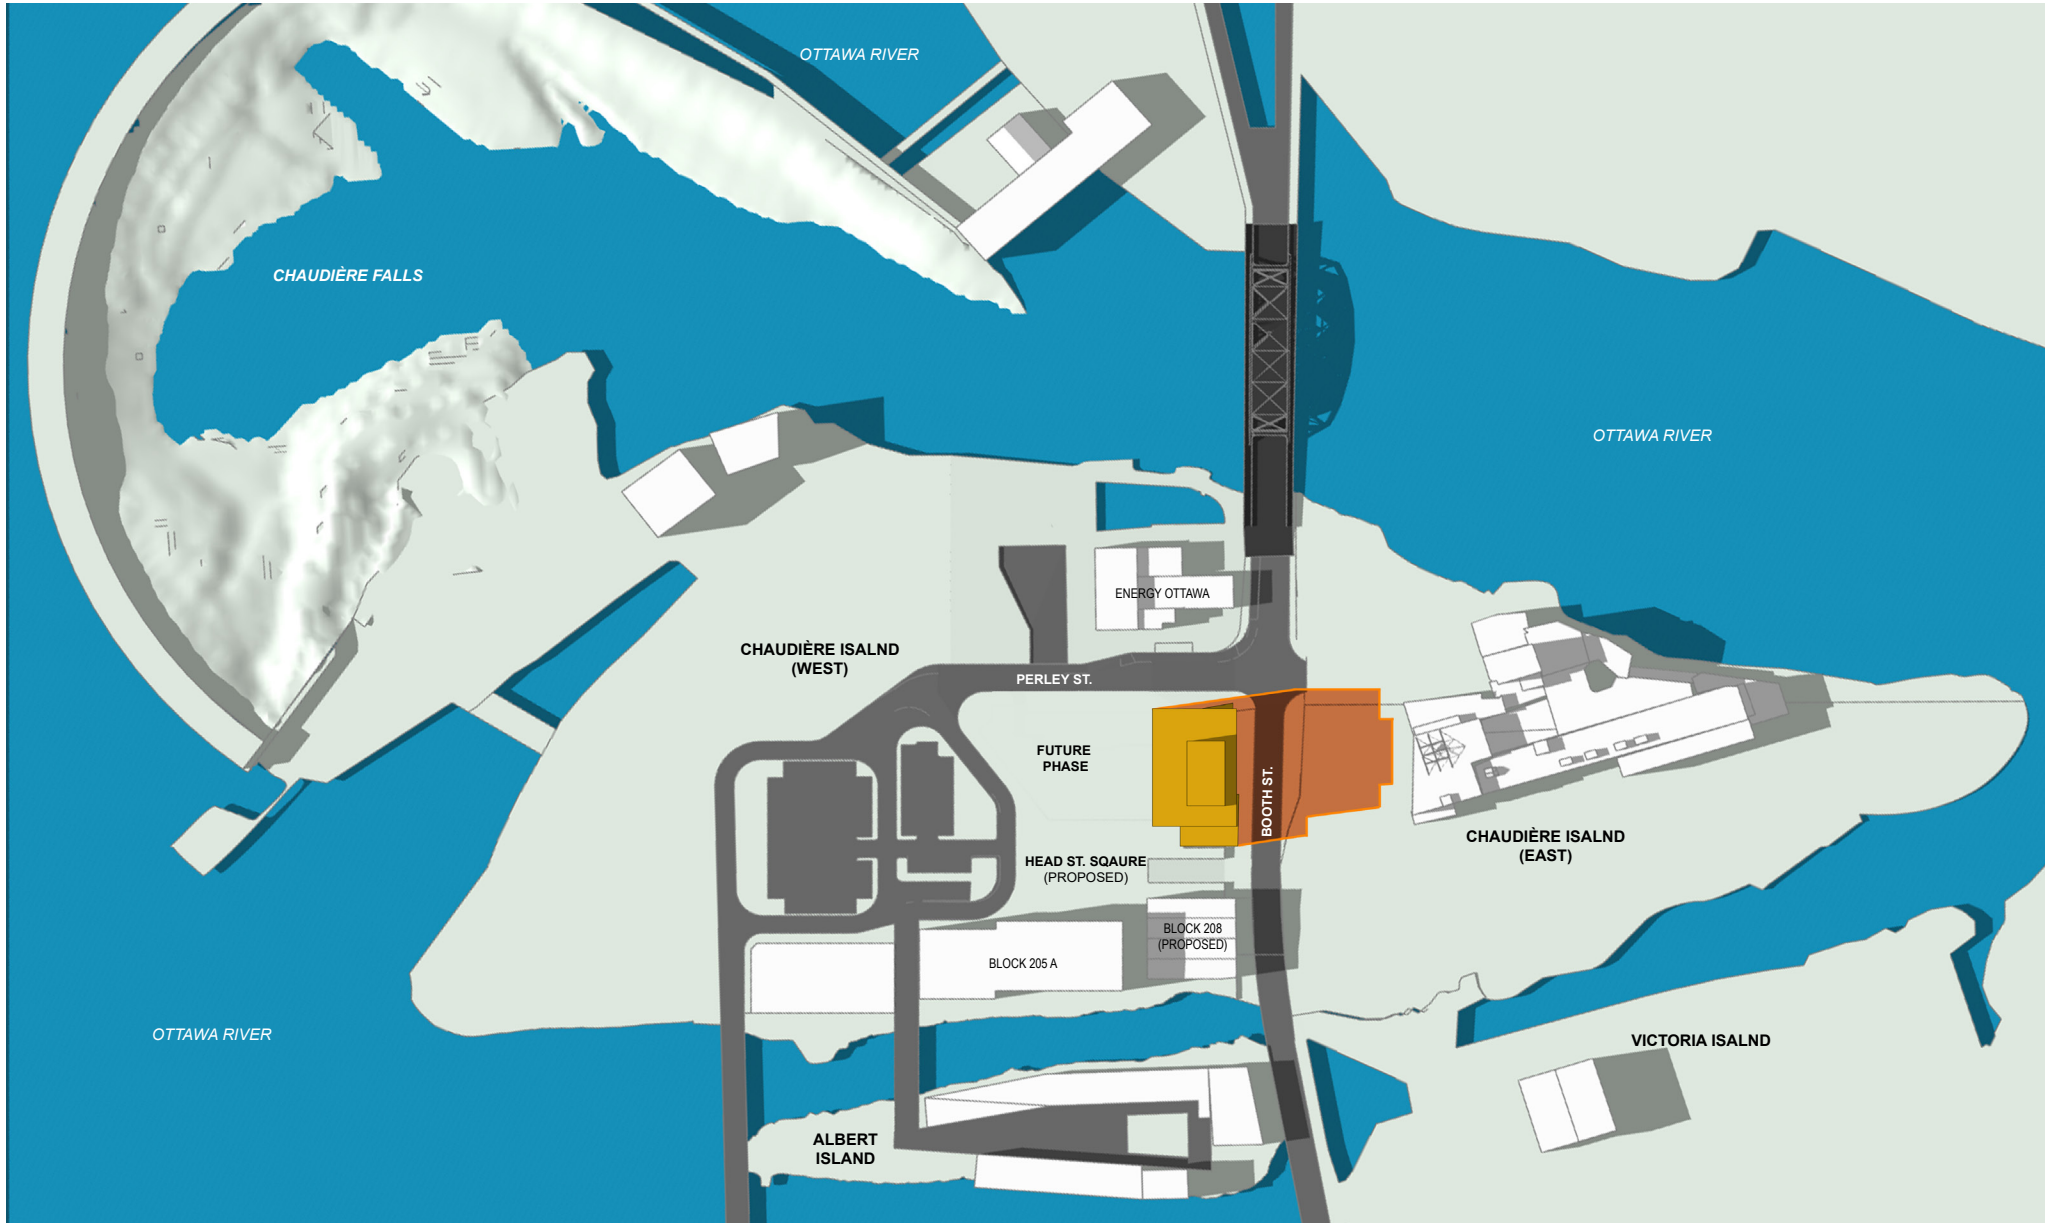 OTTAWA RIVER
CHAUDIÈRE FALLS
OTTAWA RIVER
ENERGY OTTAWA
CHAUDIÈRE ISALND
(WEST)
PERLEY ST.
FUTURE
PHASE
BOOTH ST.
CHAUDIÈRE ISALND
(EAST)
HEAD ST. SQAURE
(PROPOSED)
BLOCK 208
(PROPOSED)
BLOCK 205 A
OTTAWA RIVER
VICTORIA ISALND
ALBERT
ISLAND